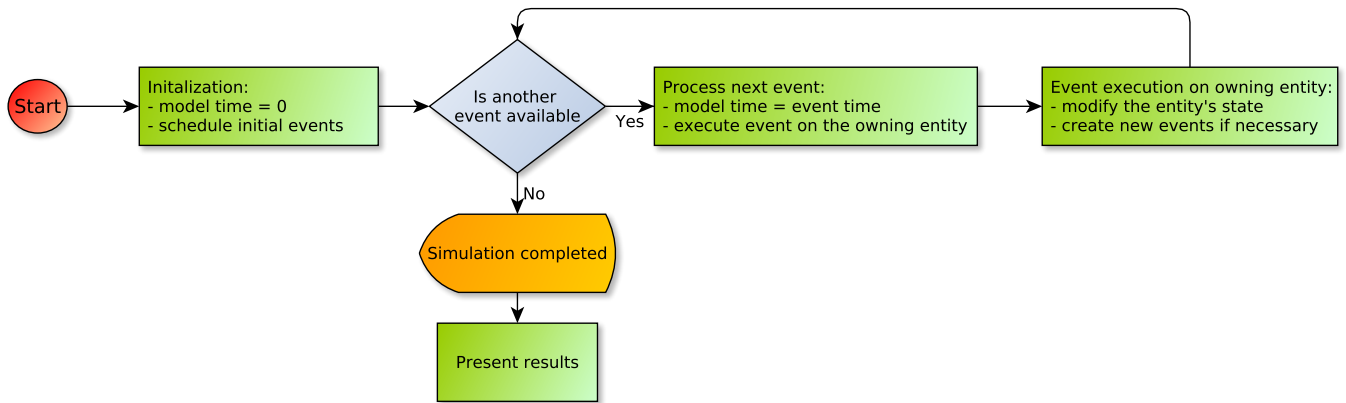 Start
Initalization:
- model time = 0
- schedule initial events
Is another
event available
Yes
Process next event:
- model time = event time
- execute event on the owning entity
Event execution on owning entity:
- modify the entity's state
- create new events if necessary
No
Simulation completed
Present results